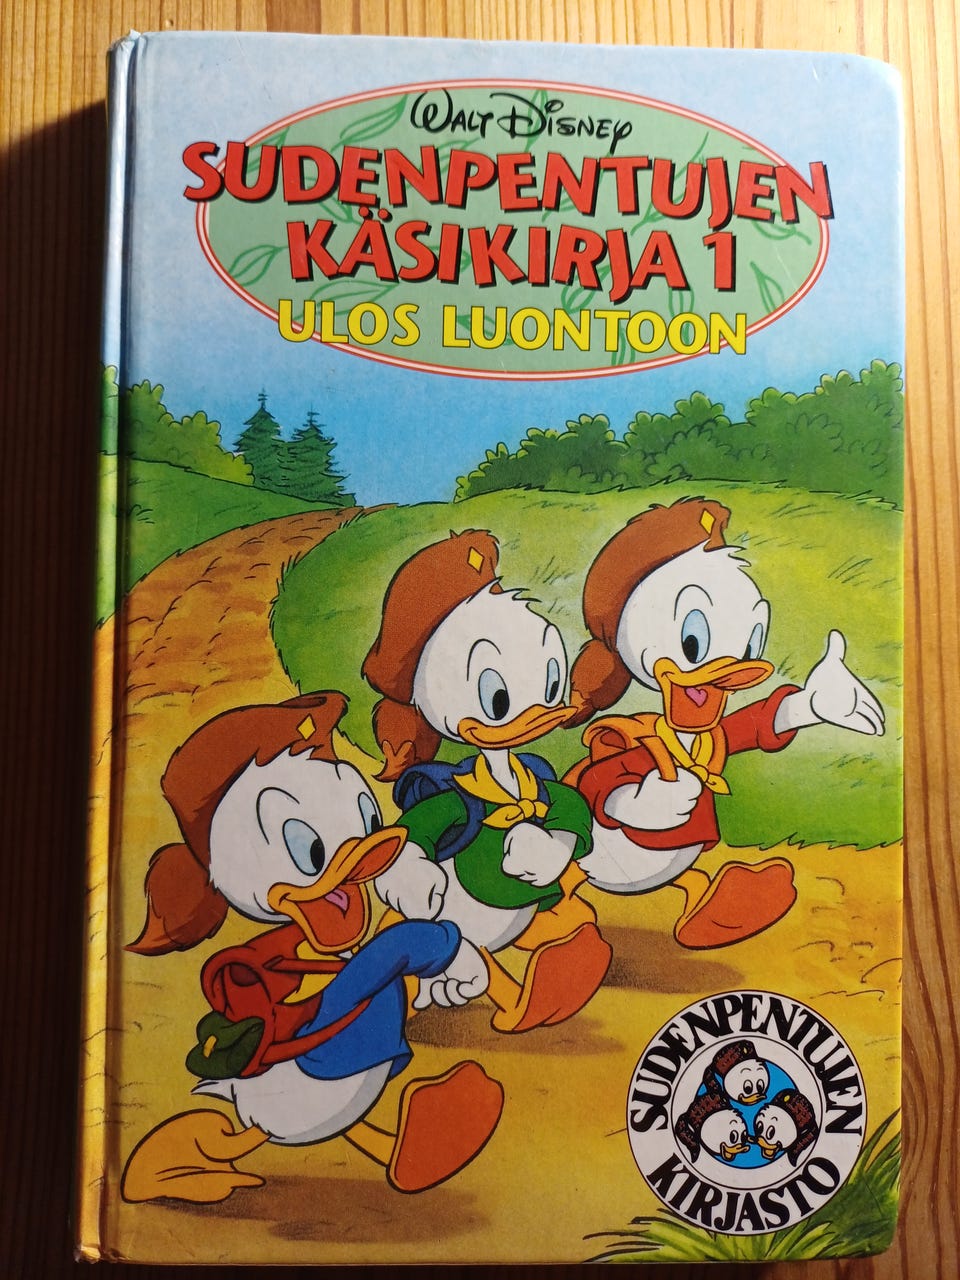 WALT DISNEY
SUDENPENTUJEN
KÄSIKIRJA 1
ULOS LUONTOON
SUDENPENTUJEN
KIRJASTO